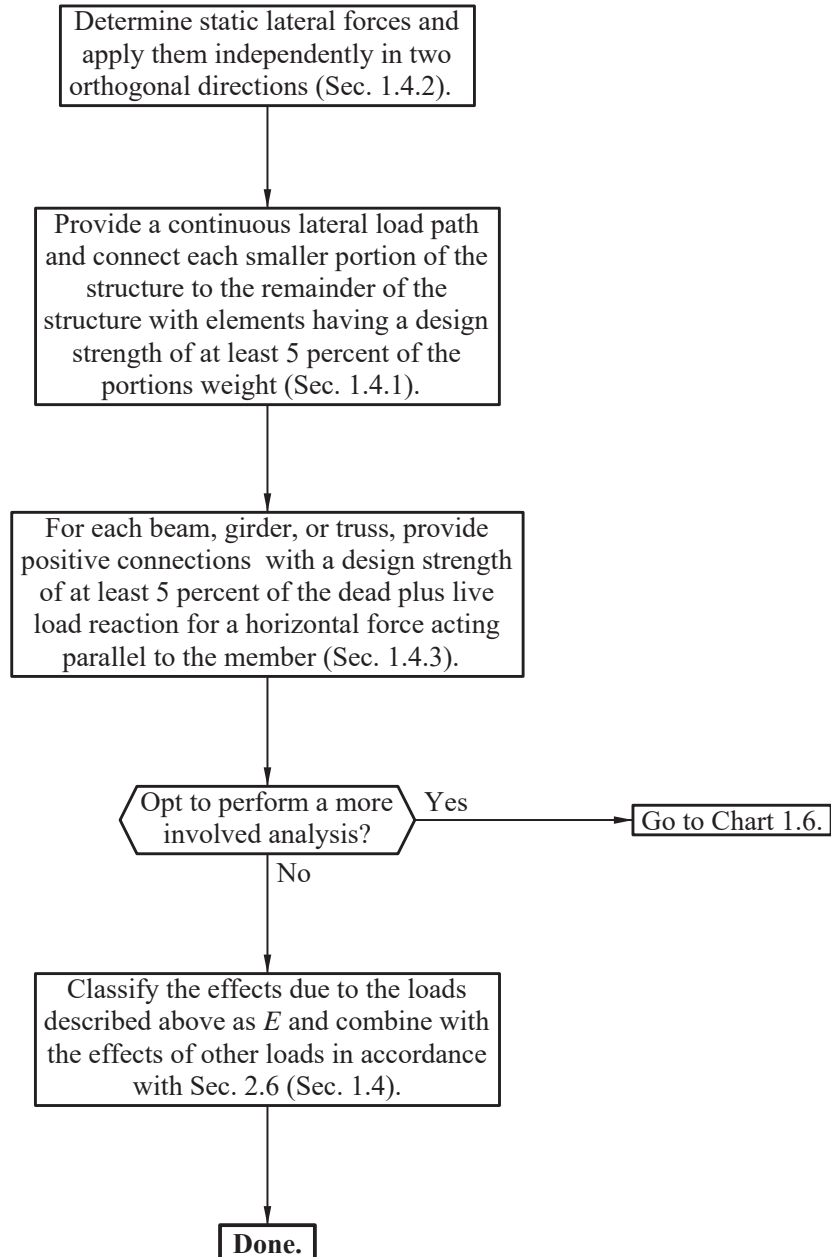 Determine static lateral forces and
apply them independently in two
orthogonal directions (Sec. 1.4.2).
Provide a continuous lateral load path
and connect each smaller portion of the
structure to the remainder of the
structure with elements having a design
strength of at least 5 percent of the
portions weight (Sec. 1.4.1).
For each beam, girder, or truss, provide
positive connections with a design strength
of at least 5 percent of the dead plus live
load reaction for a horizontal force acting
parallel to the member (Sec. 1.4.3).
Opt to perform a more
involved analysis?
Yes
Go to Chart 1.6.
No
Classify the effects due to the loads
described above as E and combine with
the effects of other loads in accordance
with Sec. 2.6 (Sec. 1.4).
Done.